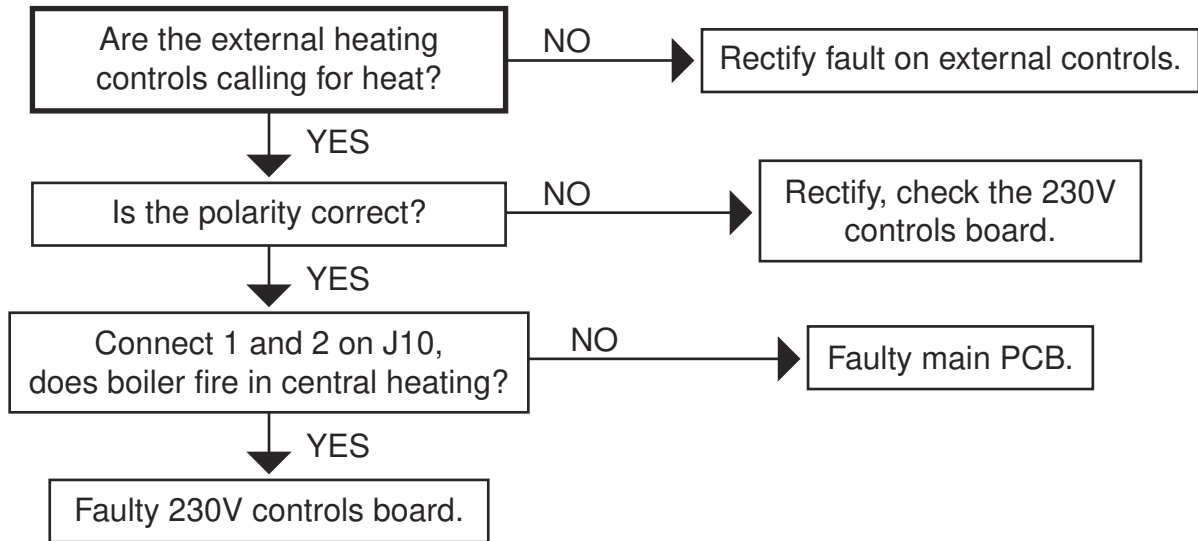 Are the external heating
controls calling for heat?
NO
Rectify fault on external controls.
YES
Is the polarity correct?
NO
Rectify, check the 230V
controls board.
YES
Connect 1 and 2 on J10,
does boiler fire in central heating?
NO
Faulty main PCB.
YES
Faulty 230V controls board.